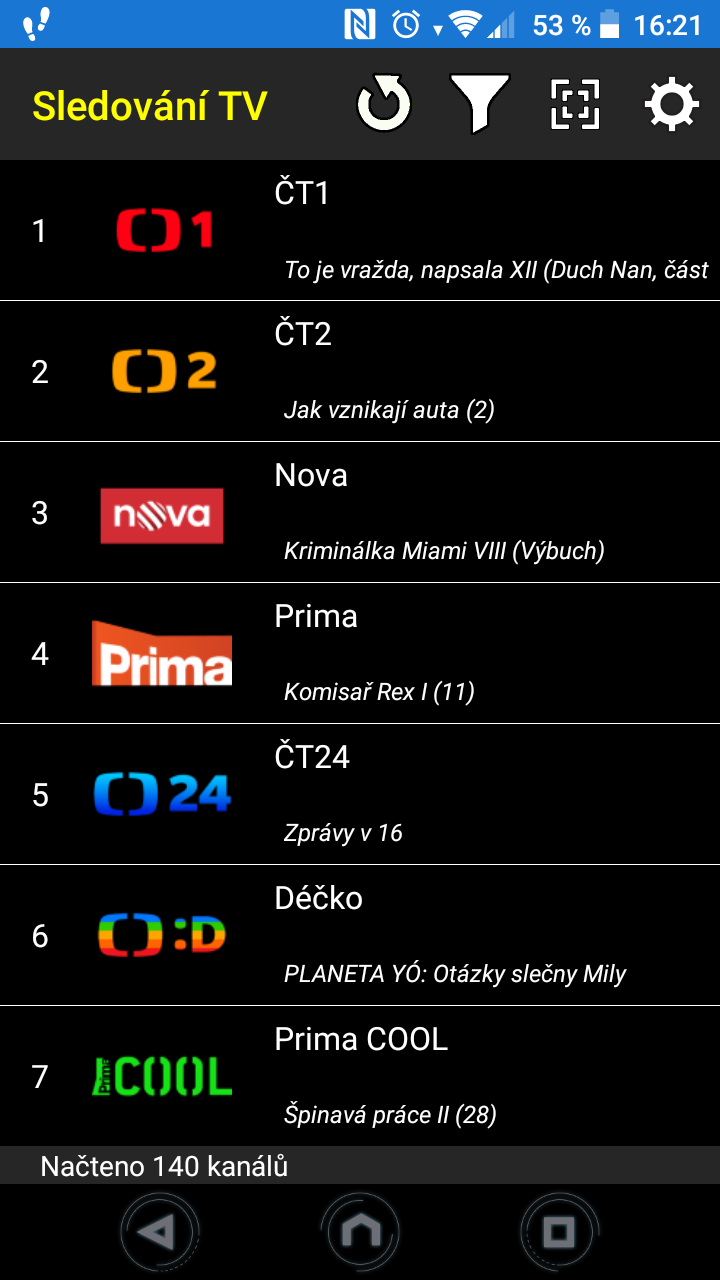 53 % 16:21
Sledování TV
1 1 ČT1
To je vražda, napsala XII (Duch Nan, část
2 2 ČT2
Jak vznikají auta (2)
3 nova Nova
Kriminálka Miami VIII (Výbuch)
4 Prima Prima
Komisař Rex I (11)
5 24 ČT24
Zprávy v 16
6 :D Déčko
PLANETA YÓ: Otázky slečny Mily
7 Prima COOL Prima COOL
Špinavá práce II (28)
Načteno 140 kanálů